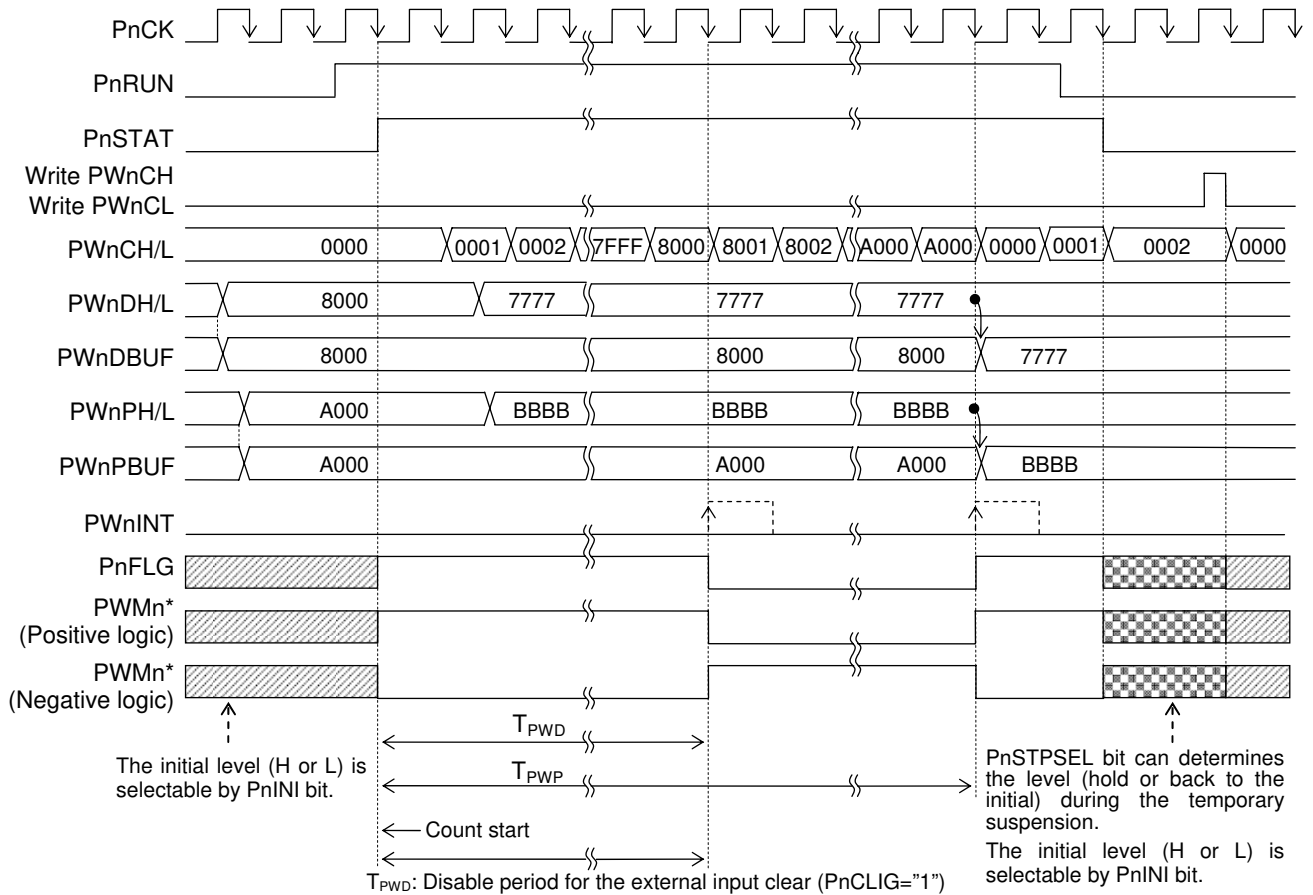 PnCK
PnRUN
PnSTAT
Write PWnCH
Write PWnCL
PWnCH/L 0000 0001 0002 7FFF 8000 8001 8002 A000 A000 0000 0001 0002 0000
PWnDH/L 8000 7777 7777 7777
PWnDBUF 8000 8000 8000 7777
PWnPH/L A000 BBBB BBBB BBBB
PWnPBUF A000 A000 A000 BBBB
PWnINT
PnFLG
PWMn*
(Positive logic)
PWMn*
(Negative logic)
The initial level (H or L) is
selectable by PnINI bit.
TPWD
TPWP
Count start
TPWD: Disable period for the external input clear (PnCLIG="1")
PnSTPSEL bit can determines
the level (hold or back to the
initial) during the temporary
suspension.
The initial level (H or L) is
selectable by PnINI bit.